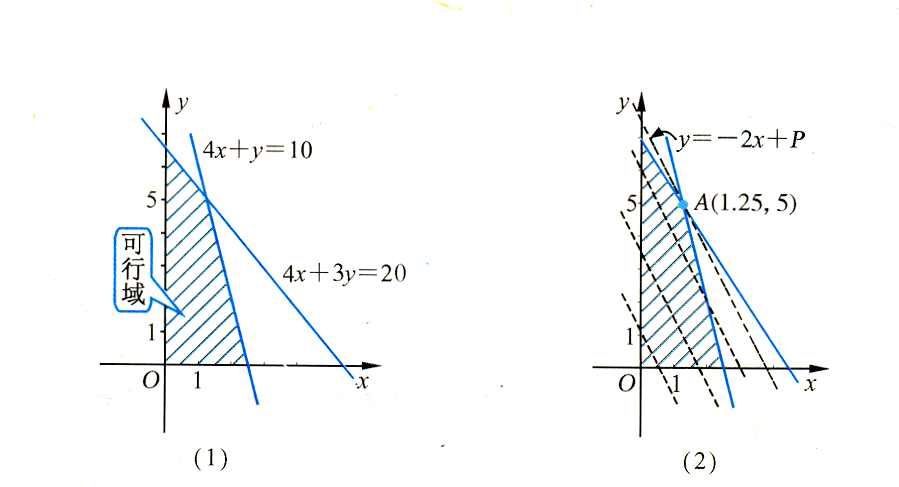 y
4x+y=10
5
可行域
4x+3y=20
1
O
1
x
(1)
y
y=-2x+P
5
A(1.25, 5)
1
O
1
x
(2)